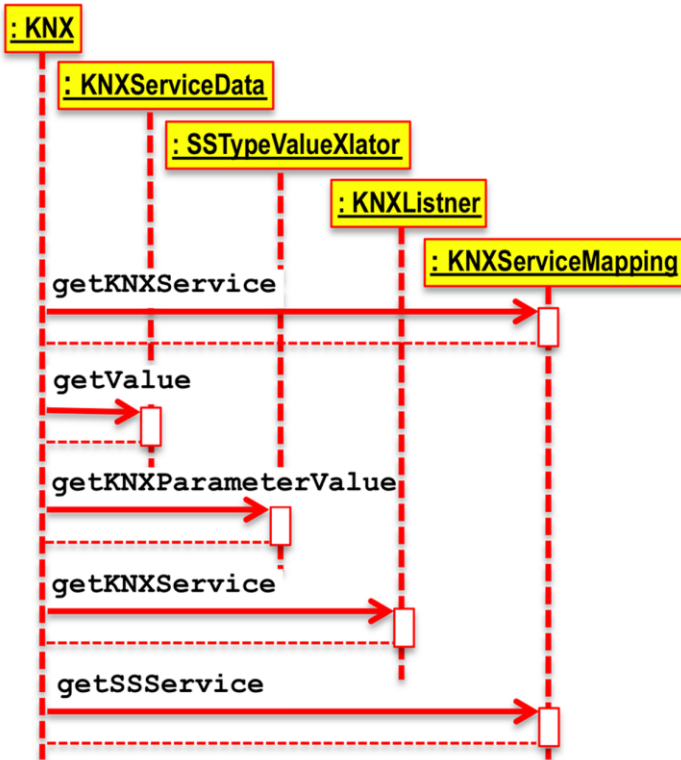 : KNX
: KNXServiceData
: SSTypeValueXlator
: KNXListner
: KNXServiceMapping
getKNXService
getValue
getKNXParameterValue
getKNXService
getSSService